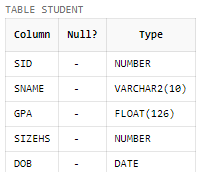 TABLE STUDENT
Column Null? Type
SID - NUMBER
SNAME - VARCHAR2(10)
GPA - FLOAT(126)
SIZEHS - NUMBER
DOB - DATE